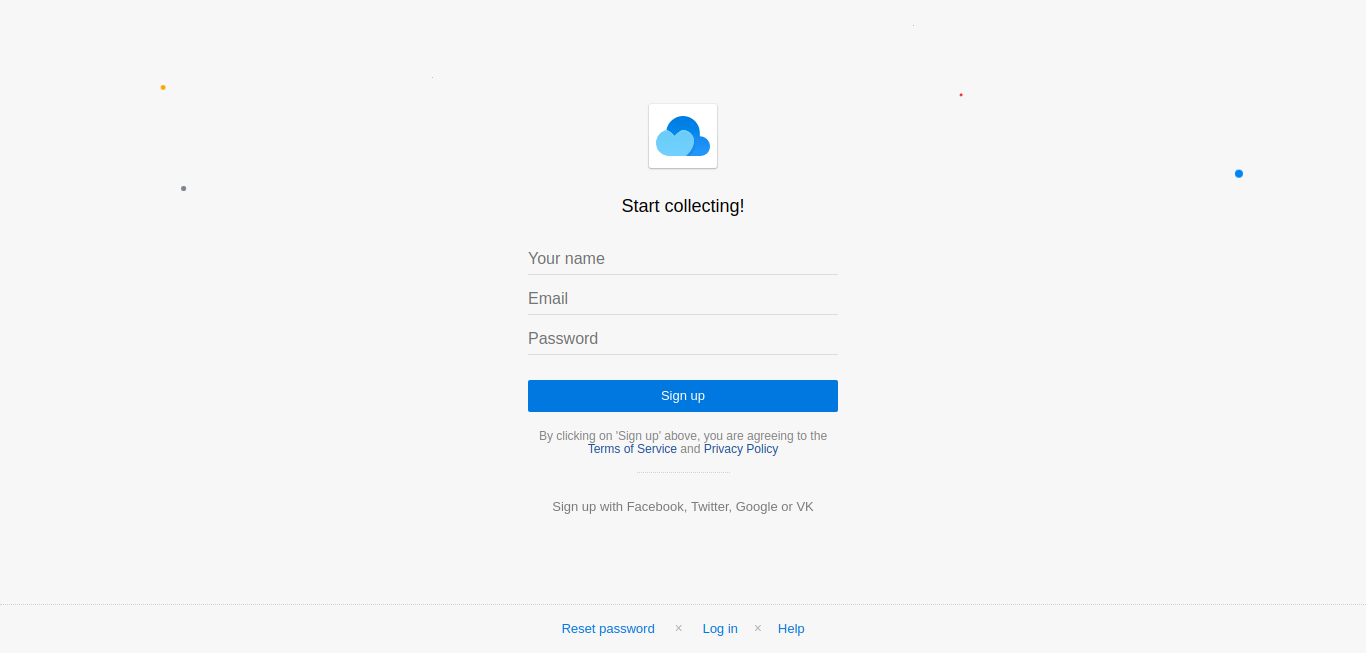 Start collecting!
Your name
Email
Password
Sign up
By clicking on 'Sign up' above, you are agreeing to the
Terms of Service and Privacy Policy
Sign up with Facebook, Twitter, Google or VK
Reset password × Log in × Help